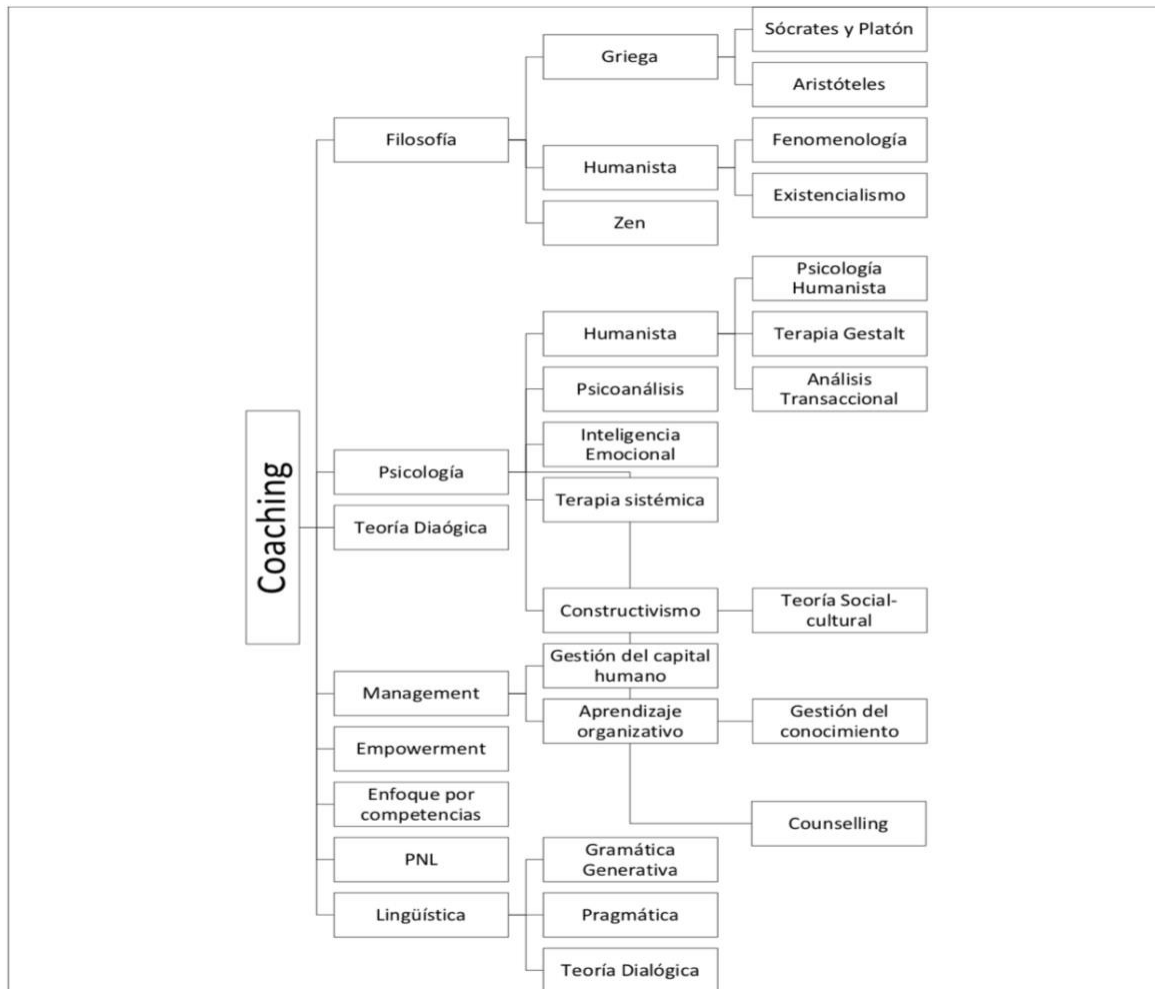 Coaching
Filosofía
Griega
Sócrates y Platón
Aristóteles
Humanista
Fenomenología
Existencialismo
Zen
Psicología
Humanista
Psicología
Humanista
Terapia Gestalt
Análisis
Transaccional
Psicoanálisis
Inteligencia
Emocional
Terapia sistémica
Constructivismo
Teoría Social-
cultural
Teoría Diaógica
Management
Gestión del capital
humano
Aprendizaje
organizativo
Gestión del
conocimiento
Counselling
Empowerment
Enfoque por
competencias
PNL
Lingüística
Gramática
Generativa
Pragmática
Teoría Dialógica